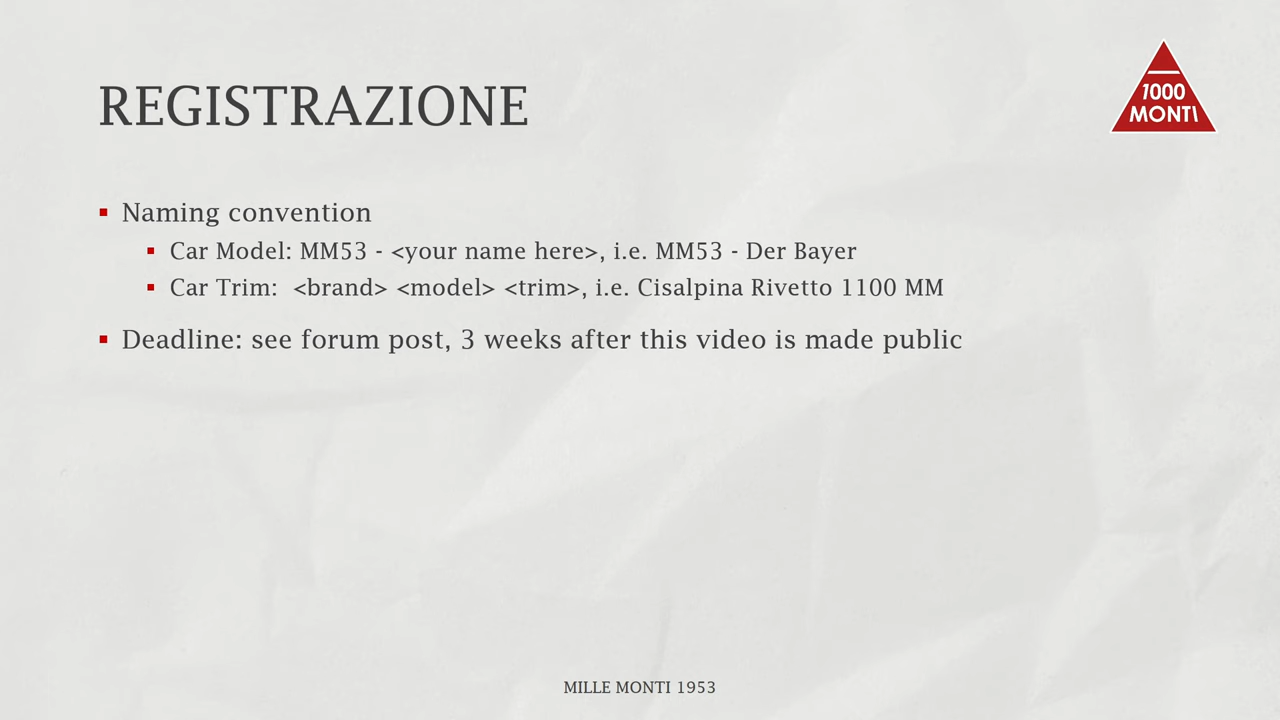 REGISTRAZIONE
1000
MONTI
Naming convention
Car Model: MM53 - <your name here>, i.e. MM53 - Der Bayer
Car Trim:  <brand> <model> <trim>, i.e. Cisalpina Rivetto 1100 MM
Deadline: see forum post, 3 weeks after this video is made public
MILLE MONTI 1953